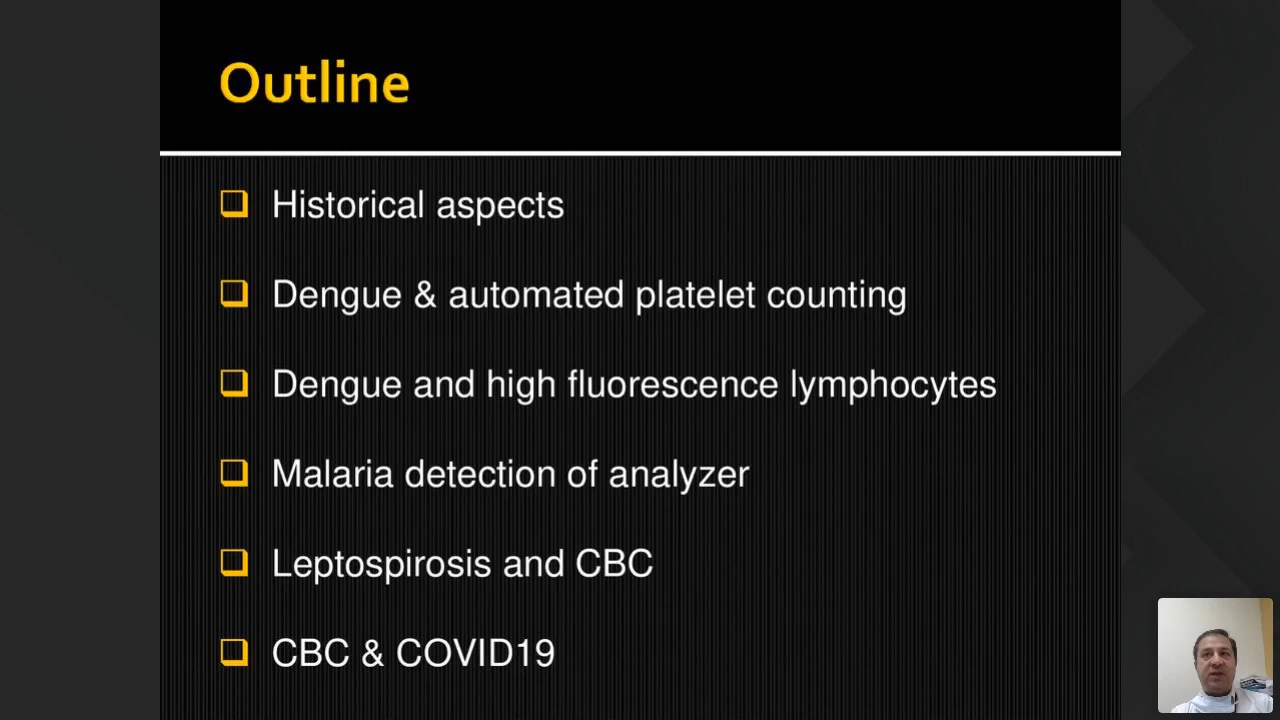 Outline
Historical aspects
Dengue & automated platelet counting
Dengue and high fluorescence lymphocytes
Malaria detection of analyzer
Leptospirosis and CBC
CBC & COVID19